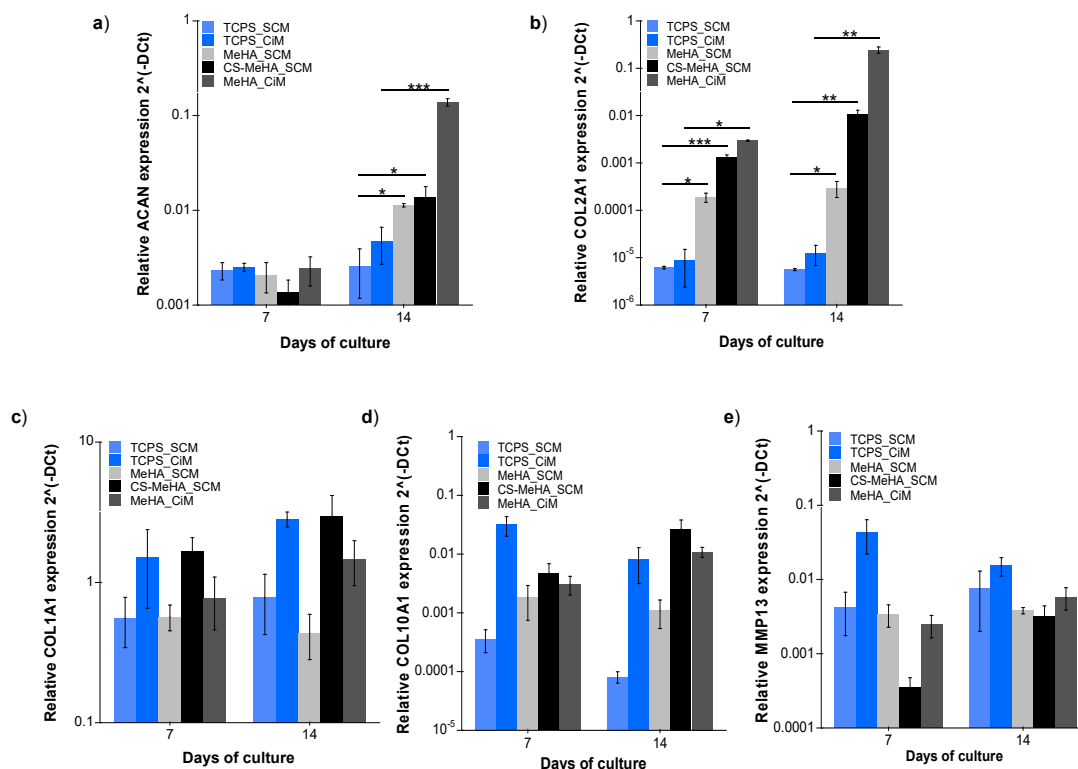 a)
Relative ACAN expression 2^(-DCt)
1
0.1
0.01
0.001
TCPS_SCM
TCPS_CiM
MeHA_SCM
CS-MeHA_SCM
MeHA_CiM
***
*
*
7
14
Days of culture
b)
Relative COL2A1 expression 2^(-DCt)
1
0.1
0.01
0.001
0.0001
10-5
10-6
TCPS_SCM
TCPS_CiM
MeHA_SCM
CS-MeHA_SCM
MeHA_CiM
**
**
*
*
***
*
7
14
Days of culture
c)
Relative COL1A1 expression 2^(-DCt)
10
1
0.1
TCPS_SCM
TCPS_CiM
MeHA_SCM
CS-MeHA_SCM
MeHA_CiM
7
14
Days of culture
d)
Relative COL10A1 expression 2^(-DCt)
1
0.1
0.01
0.001
0.0001
10-5
TCPS_SCM
TCPS_CiM
MeHA_SCM
CS-MeHA_SCM
MeHA_CiM
7
14
Days of culture
e)
Relative MMP13 expression 2^(-DCt)
1
0.1
0.01
0.001
0.0001
TCPS_SCM
TCPS_CiM
MeHA_SCM
CS-MeHA_SCM
MeHA_CiM
7
14
Days of culture